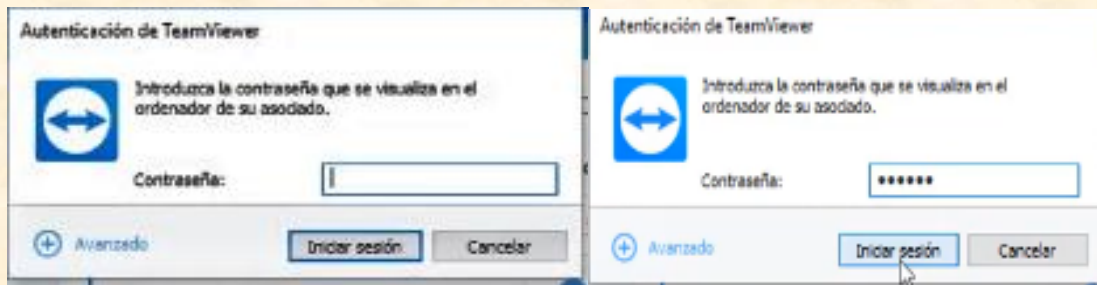 Autenticación de TeamViewer
Introduzca la contraseña que se visualiza en el
ordenador de su asociado.
Contraseña:
Avanzado
Iniciar sesión
Cancelar
Autenticación de TeamViewer
Introduzca la contraseña que se visualiza en el
ordenador de su asociado.
Contraseña:
••••••
Avanzado
Iniciar sesión
Cancelar